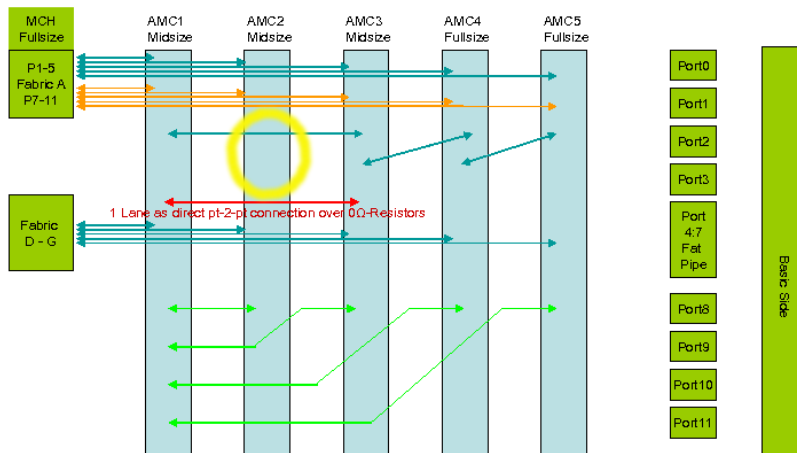 MCH
Fullsize
AMC1
Midsize
AMC2
Midsize
AMC3
Midsize
AMC4
Fullsize
AMC5
Fullsize
P1-5
Fabric A
P7-11
Port0
Port1
Port2
Port3
1 Lane as direct pt-2-pt connection over 0Ω-Resistors
Fabric
D - G
Port
4:7
Fat
Pipe
Basic Side
Port8
Port9
Port10
Port11